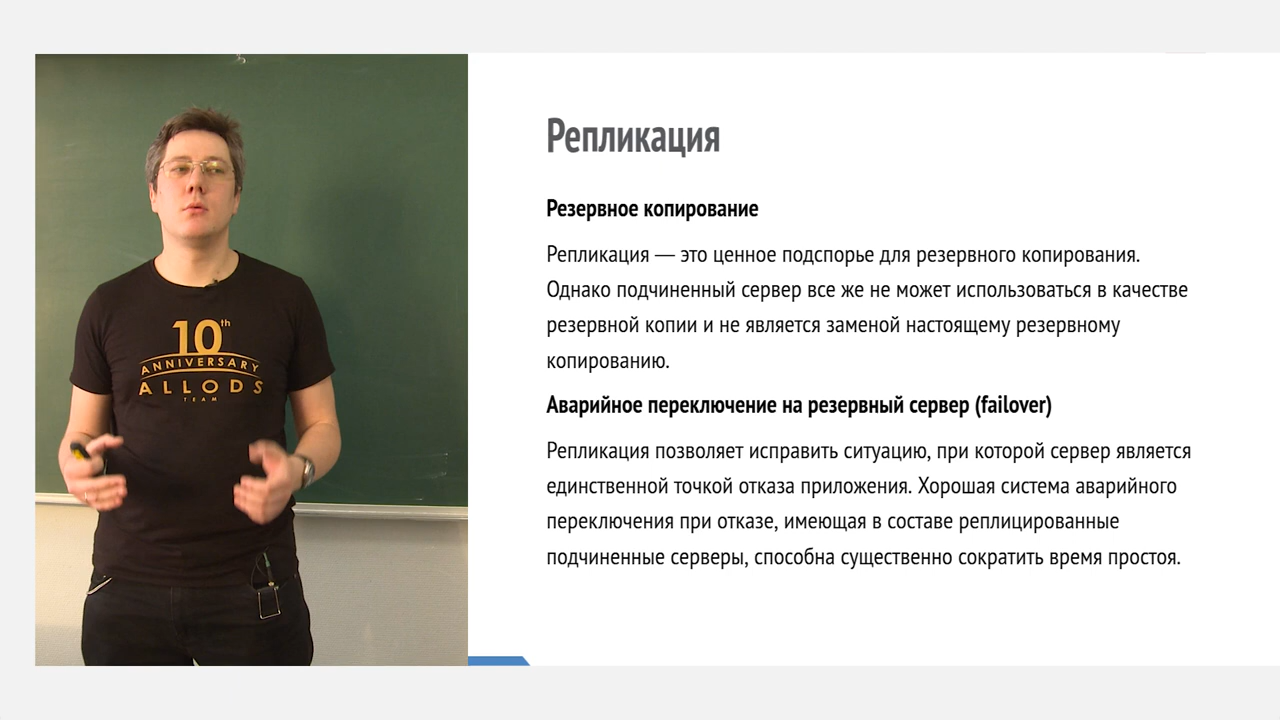 10th
ANNIVERSARY
ALLODS
TEAM
Репликация
Резервное копирование
Репликация — это ценное подспорье для резервного копирования.
Однако подчиненный сервер все же не может использоваться в качестве
резервной копии и не является заменой настоящему резервному
копированию.
Аварийное переключение на резервный сервер (failover)
Репликация позволяет исправить ситуацию, при которой сервер является
единственной точкой отказа приложения. Хорошая система аварийного
переключения при отказе, имеющая в составе реплицированные
подчиненные серверы, способна существенно сократить время простоя.